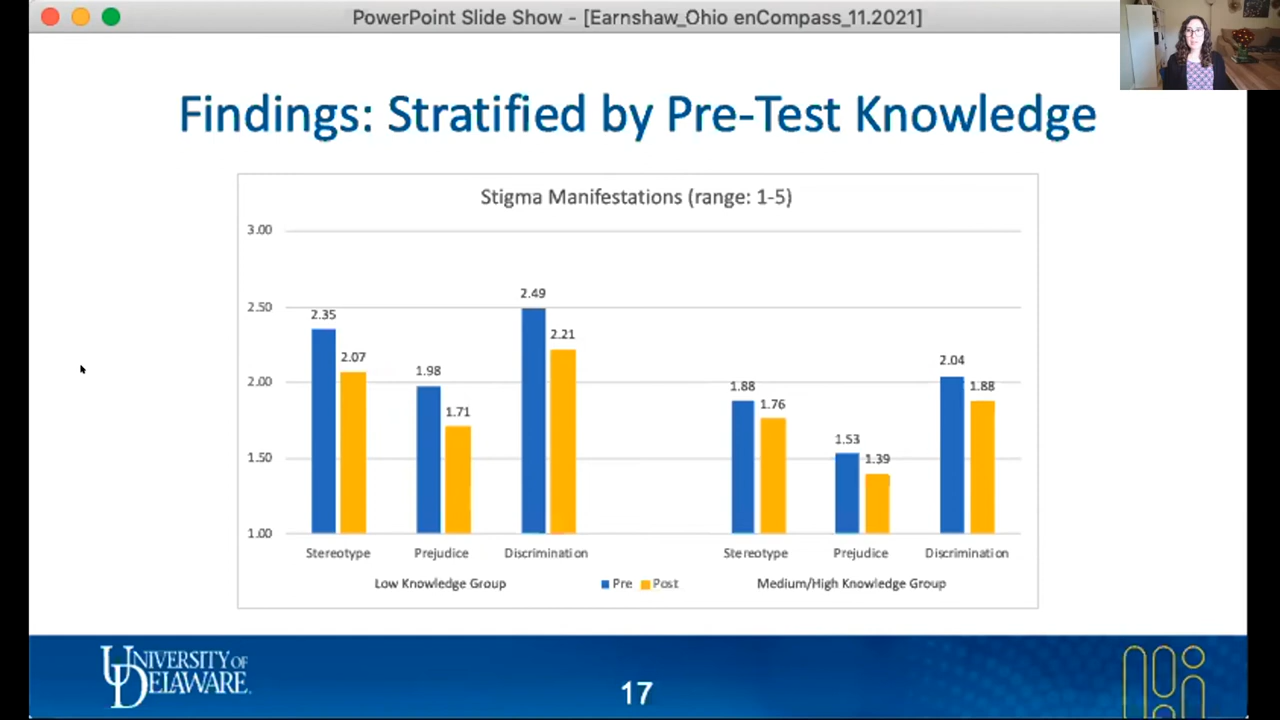 PowerPoint Slide Show - [Earnshaw_Ohio enCompass_11.2021]
Findings: Stratified by Pre-Test Knowledge
Stigma Manifestations (range: 1-5)
3.00
2.50
2.00
1.50
1.00
2.35
2.07
1.98
1.71
2.49
2.21
1.88
1.76
1.53
1.39
2.04
1.88
Stereotype Prejudice Discrimination Stereotype Prejudice Discrimination
Low Knowledge Group Pre Post Medium/High Knowledge Group
UNIVERSITY OF
DELAWARE.
17